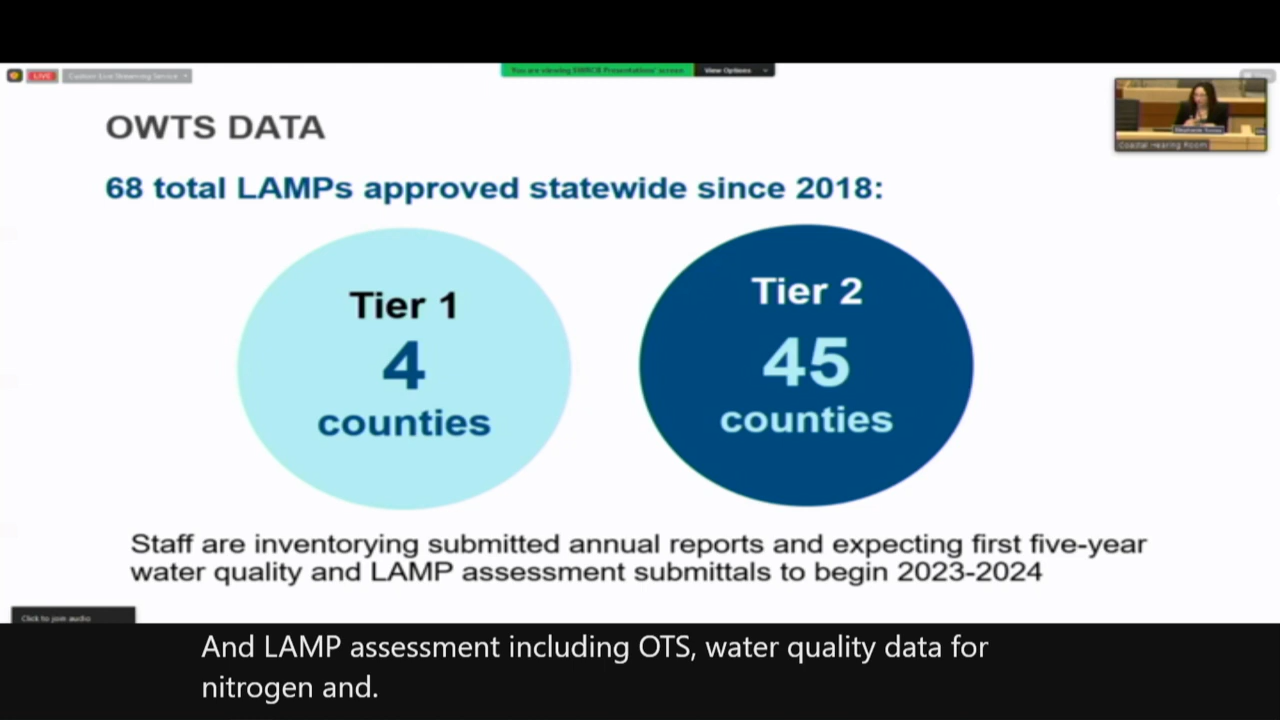 LIVE
Custom Live Streaming Service
You are viewing SWRCB Presentations' screen
View Options
OWTS DATA
Coastal Hearing Room
68 total LAMPs approved statewide since 2018:
Tier 1
4
counties
Tier 2
45
counties
Staff are inventorying submitted annual reports and expecting first five-year
water quality and LAMP assessment submittals to begin 2023-2024
Click to join audio
And LAMP assessment including OTS, water quality data for
nitrogen and.